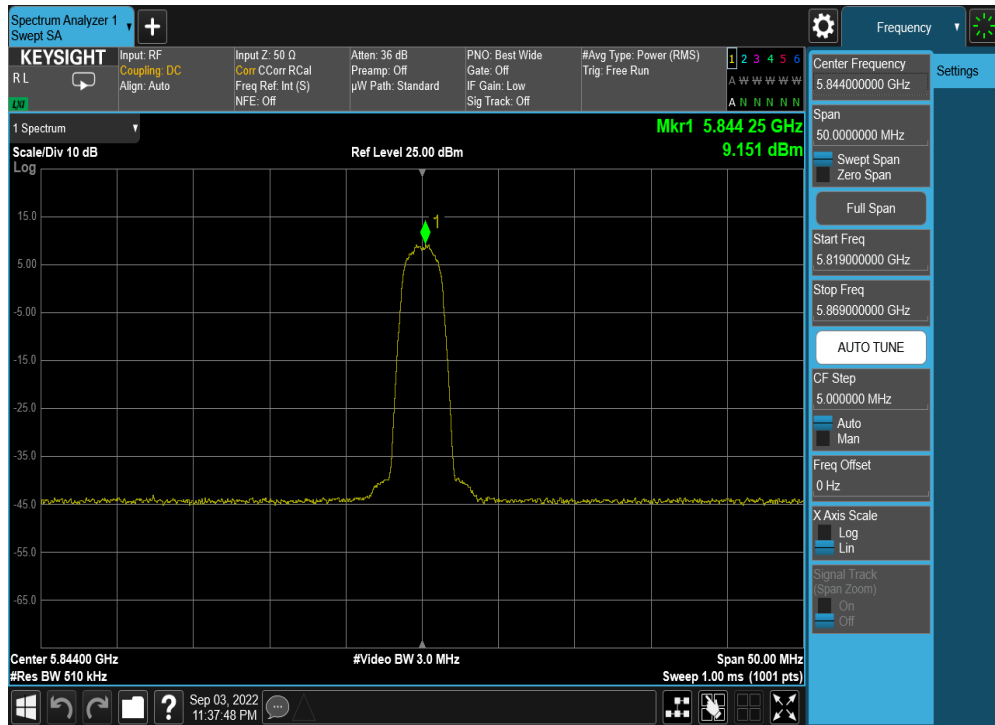 Spectrum Analyzer 1
Swept SA
Frequency
KEYSIGHT
R L
LXI
Input: RF
Coupling: DC
Align: Auto
Input Z: 50 Ω
Corr CCorr RCal
Freq Ref: Int (S)
NFE: Off
Atten: 36 dB
Preamp: Off
µW Path: Standard
PNO: Best Wide
Gate: Off
IF Gain: Low
Sig Track: Off
#Avg Type: Power (RMS)
Trig: Free Run
1 2 3 4 5 6
A W W W W W
A N N N N N
1 Spectrum
Scale/Div 10 dB
Log
Ref Level 25.00 dBm
Mkr1 5.844 25 GHz
9.151 dBm
15.0
5.00
-5.00
-15.0
-25.0
-35.0
-45.0
-55.0
-65.0
1
Center 5.84400 GHz
#Res BW 510 kHz
#Video BW 3.0 MHz
Span 50.00 MHz
Sweep 1.00 ms (1001 pts)
Center Frequency
5.844000000 GHz
Settings
Span
50.0000000 MHz
Swept Span
Zero Span
Full Span
Start Freq
5.819000000 GHz
Stop Freq
5.869000000 GHz
AUTO TUNE
CF Step
5.000000 MHz
Auto
Man
Freq Offset
0 Hz
X Axis Scale
Log
Lin
Signal Track
(Span Zoom)
On
Off
?
Sep 03, 2022
11:37:48 PM